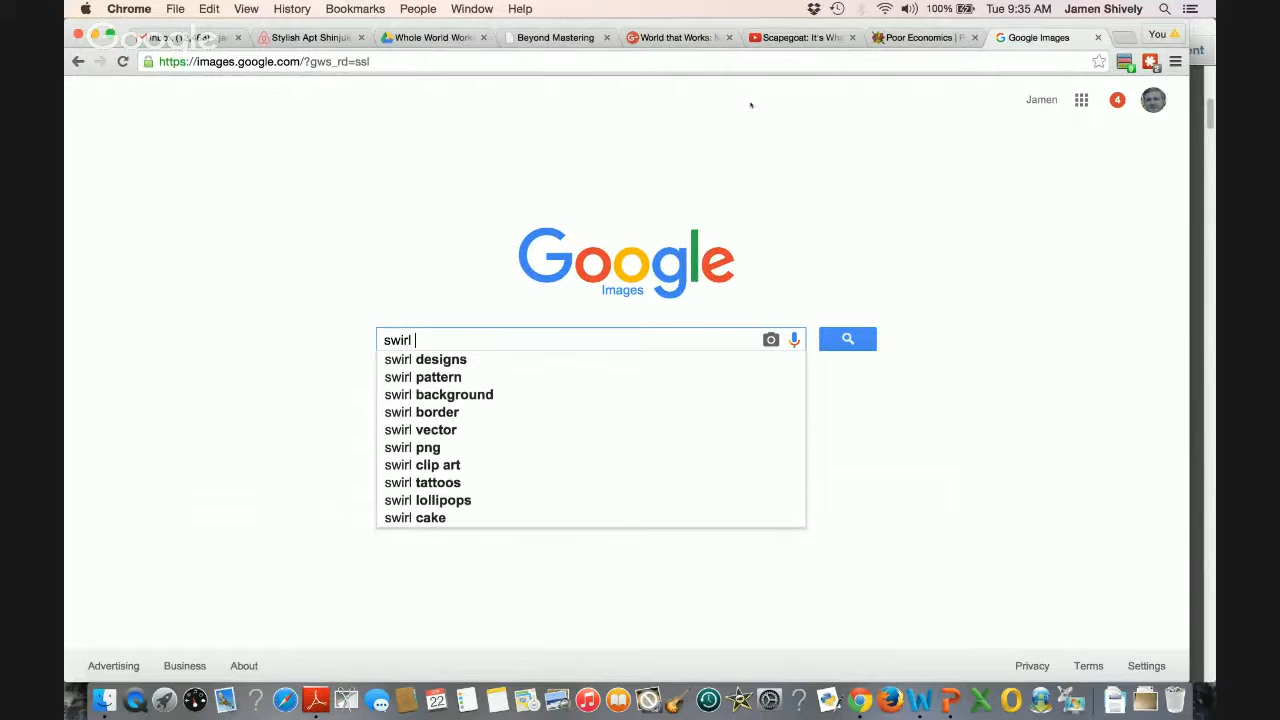 Chrome File Edit View History Bookmarks People Window Help 100% Tue 9:35 AM Jamen Shively
Google
Stylish Apt Shinjuk Whole World Work Beyond Mastering World that Works: N Scapegoat: It's Wha Poor Economics | P Google Images You
https://images.google.com/?gws_rd=ssl
Jamen 4
Google
Images
swirl
swirl designs
swirl pattern
swirl background
swirl border
swirl vector
swirl png
swirl clip art
swirl tattoos
swirl lollipops
swirl cake
Advertising Business About Privacy Terms Settings
22